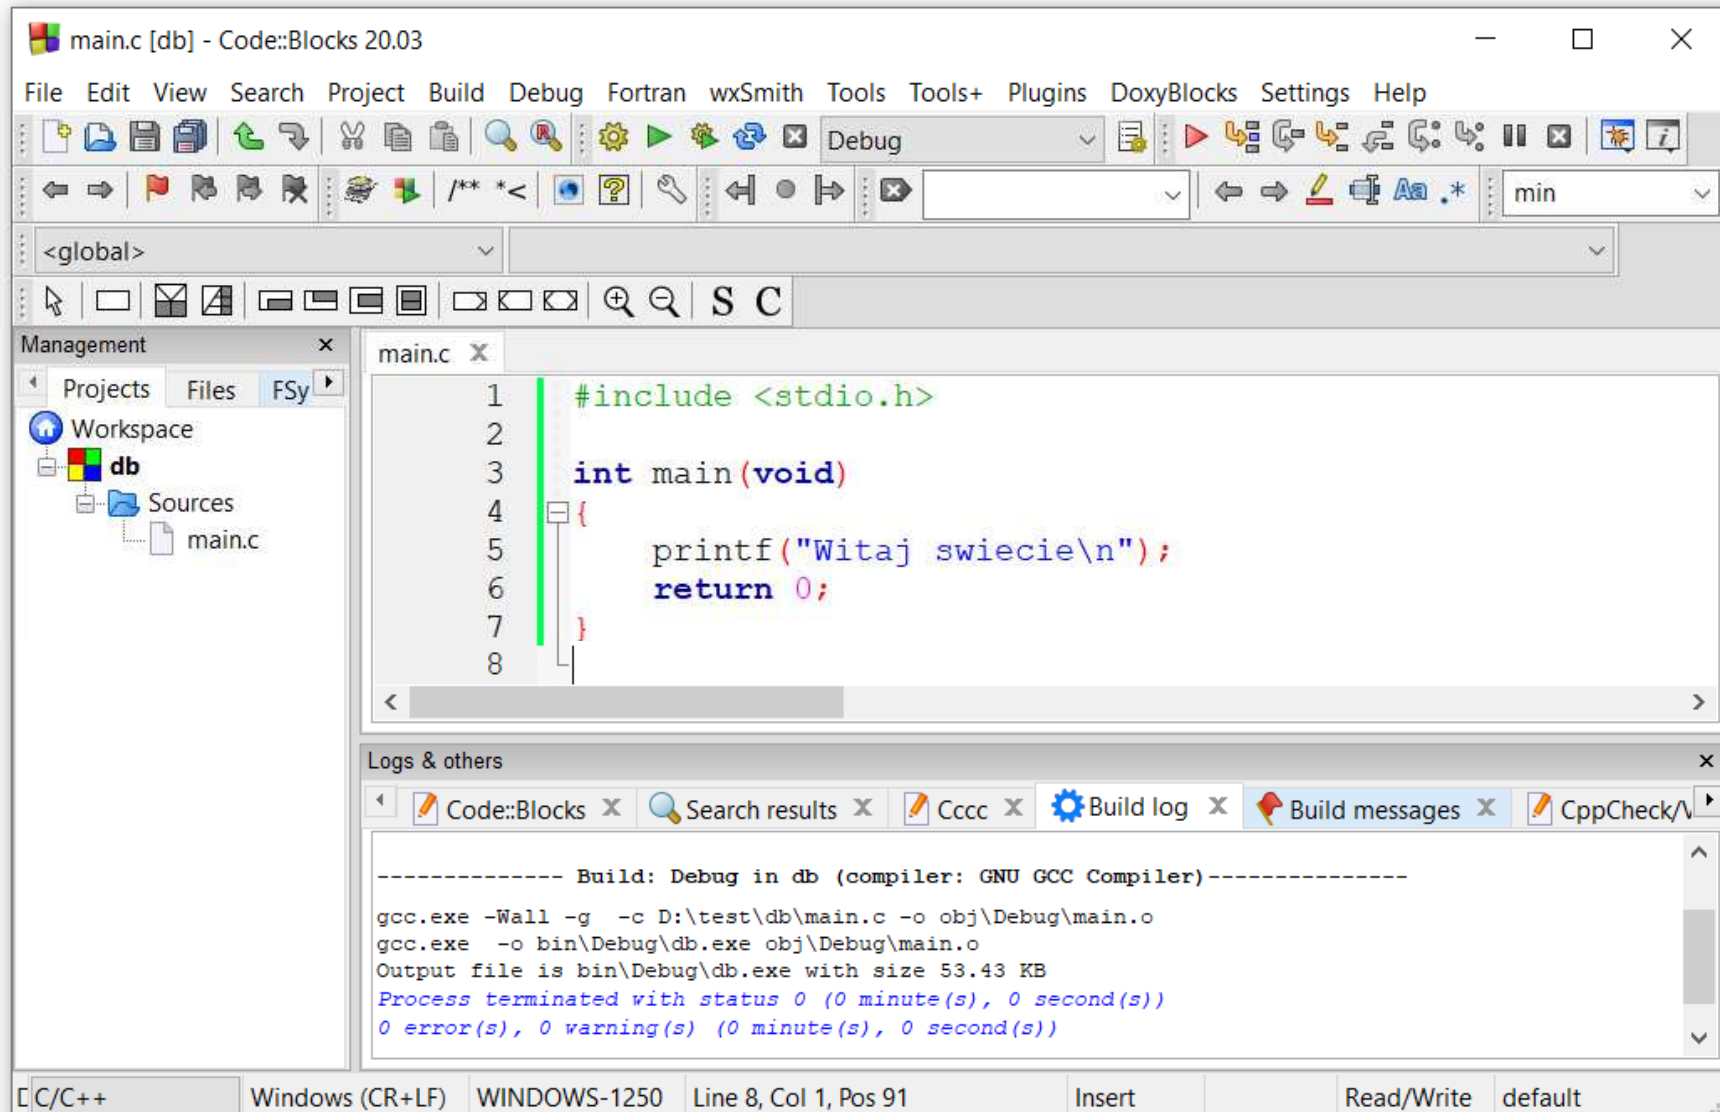 main.c [db] - Code::Blocks 20.03
File Edit View Search Project Build Debug Fortran wxSmith Tools Tools+ Plugins DoxyBlocks Settings Help
Debug
/** *< Aa .* min
<global>
S C
Management
Projects Files FSy
Workspace
db
Sources
main.c
main.c
1 #include <stdio.h>
2
3 int main(void)
4 {
5 printf("Witaj swiecie\n");
6 return 0;
7 }
8
Logs & others
Code::Blocks Search results Cccc Build log Build messages CppCheck/V
-------------- Build: Debug in db (compiler: GNU GCC Compiler)---------------
gcc.exe -Wall -g  -c D:\test\db\main.c -o obj\Debug\main.o
gcc.exe  -o bin\Debug\db.exe obj\Debug\main.o
Output file is bin\Debug\db.exe with size 53.43 KB
Process terminated with status 0 (0 minute(s), 0 second(s))
0 error(s), 0 warning(s) (0 minute(s), 0 second(s))
C/C++ Windows (CR+LF) WINDOWS-1250 Line 8, Col 1, Pos 91 Insert Read/Write default